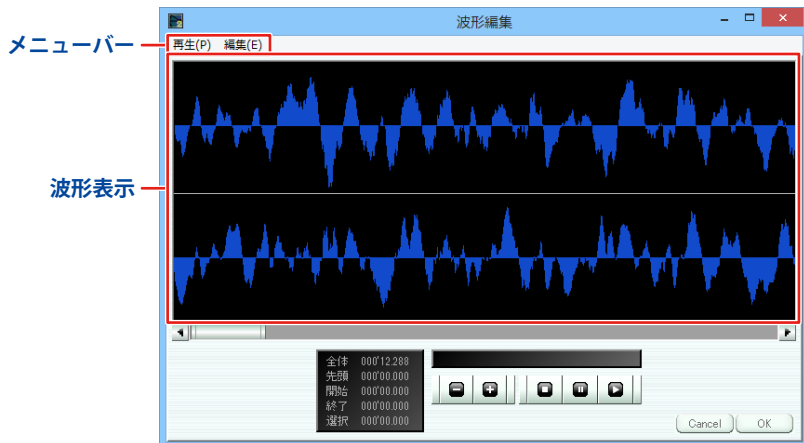 波形編集
メニューバー
再生(P) 編集(E)
波形表示
全体 000'12.288
先頭 000'00.000
開始 000'00.000
終了 000'00.000
選択 000'00.000
Cancel OK